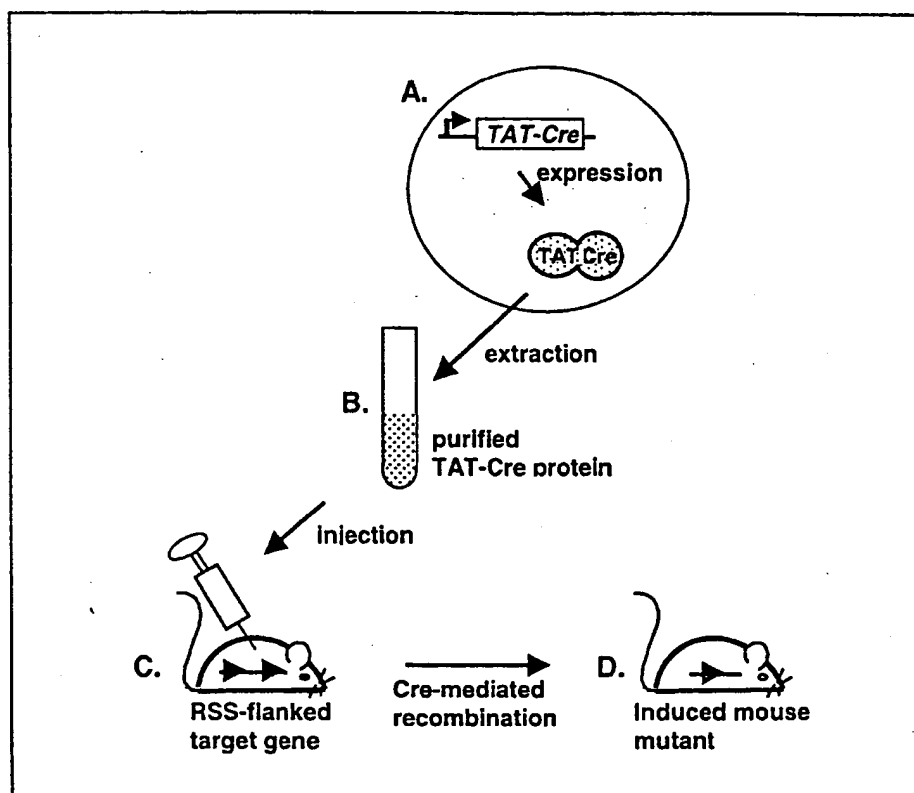 A.
TAT-Cre
expression
TAT Cre
extraction
B.
purified
TAT-Cre protein
injection
C.
RSS-flanked
target gene
Cre-mediated
recombination
D.
Induced mouse
mutant